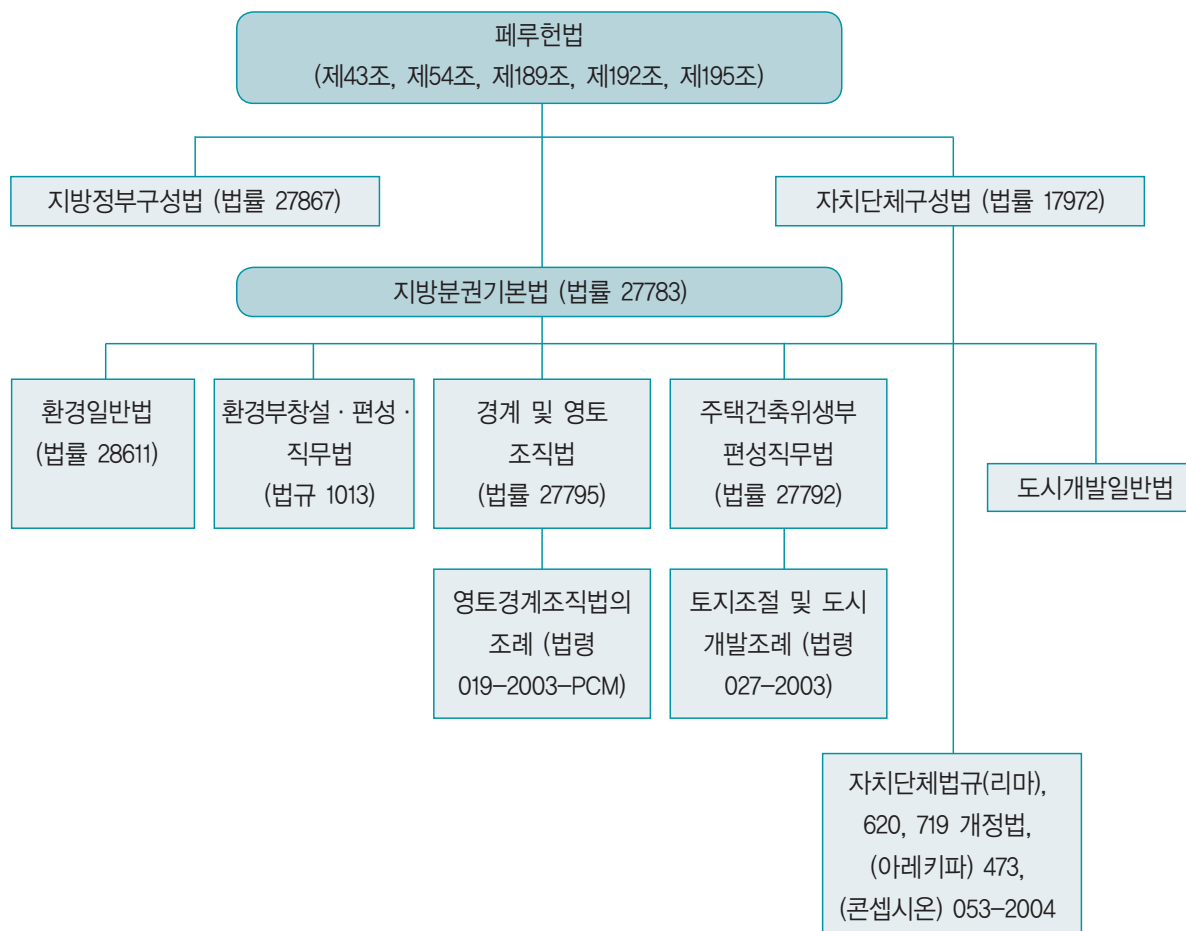 페루헌법
(제43조, 제54조, 제189조, 제192조, 제195조)
지방정부구성법 (법률 27867)
자치단체구성법 (법률 17972)
지방분권기본법 (법률 27783)
환경일반법
(법률 28611)
환경부창설 · 편성 ·
직무법
(법규 1013)
경계 및 영토
조직법
(법률 27795)
주택건축위생부
편성직무법
(법률 27792)
도시개발일반법
영토경계조직법의
조례 (법령
019–2003–PCM)
토지조절 및 도시
개발조례 (법령
027–2003)
자치단체법규(리마),
620, 719 개정법,
(아레키파) 473,
(콘셉시온) 053–2004